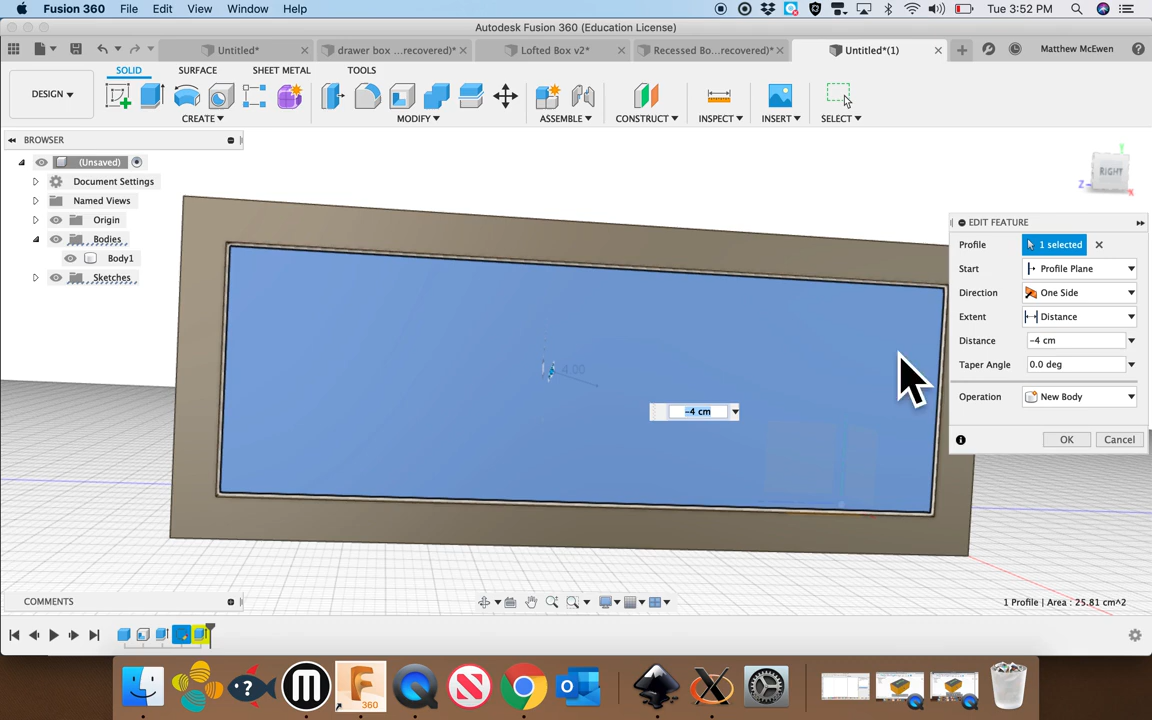 Fusion 360 File Edit View Window Help Tue 3:52 PM
Autodesk Fusion 360 (Education License)
Untitled* drawer box ...recovered)* Lofted Box v2* Recessed Bo...recovered)* Untitled*(1) Matthew McEwen
SOLID SURFACE SHEET METAL TOOLS
DESIGN
CREATE MODIFY ASSEMBLE CONSTRUCT INSPECT INSERT SELECT
BROWSER
(Unsaved)
Document Settings
Named Views
Origin
Bodies
Body1
Sketches
Y
RIGHT
Z
X
EDIT FEATURE
Profile 1 selected
Start Profile Plane
Direction One Side
Extent Distance
Distance -4 cm
Taper Angle 0.0 deg
Operation New Body
OK Cancel
4.00
-4 cm
COMMENTS
1 Profile | Area : 25.81 cm^2
360